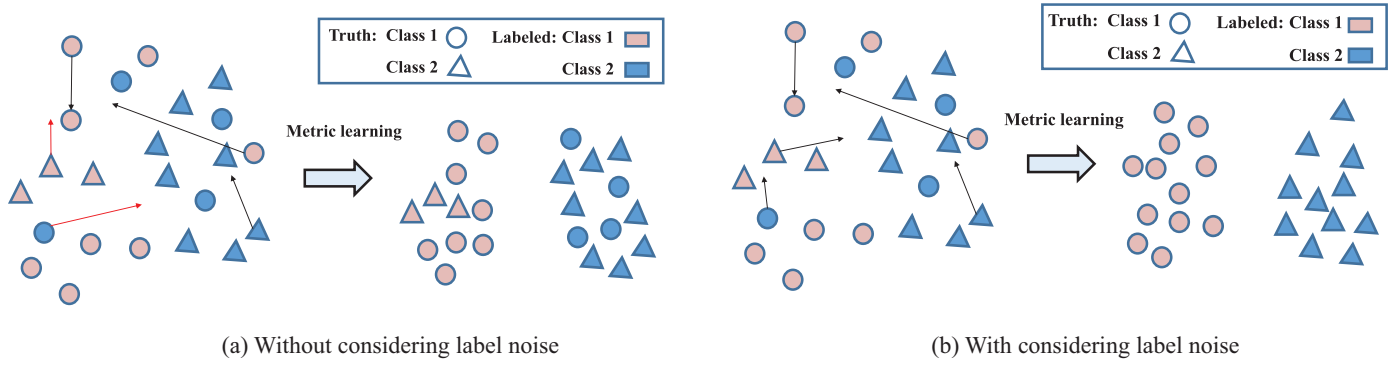 Truth: Class 1 Labeled: Class 1
Class 2 Class 2
Metric learning
(a) Without considering label noise
Truth: Class 1 Labeled: Class 1
Class 2 Class 2
Metric learning
(b) With considering label noise